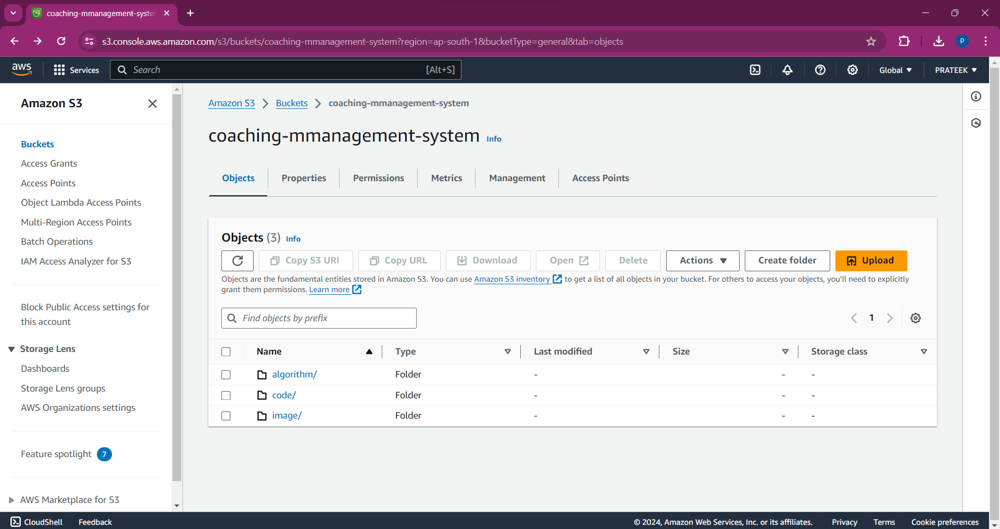 coaching-mmanagement-syste
s3.console.aws.amazon.com/s3/buckets/coaching-mmanagement-system?region=ap-south-1&bucketType=general&tab=objects
p
aws
Services
Search
[Alt+S]
Global
PRATEEK
Amazon S3
Buckets
Access Grants
Access Points
Object Lambda Access Points
Multi-Region Access Points
Batch Operations
IAM Access Analyzer for S3
Block Public Access settings for
this account
Storage Lens
Dashboards
Storage Lens groups
AWS Organizations settings
Feature spotlight 7
AWS Marketplace for S3
Amazon S3 > Buckets > coaching-mmanagement-system
coaching-mmanagement-system Info
Objects
Properties
Permissions
Metrics
Management
Access Points
Objects (3) Info
Copy S3 URI
Copy URL
Download
Open
Delete
Actions
Create folder
Upload
Objects are the fundamental entities stored in Amazon S3. You can use Amazon S3 inventory to get a list of all objects in your bucket. For others to access your objects, you'll need to explicitly
grant them permissions. Learn more
Find objects by prefix
1
Name Type Last modified Size Storage class
algorithm/ Folder - - -
code/ Folder - - -
image/ Folder - - -
CloudShell
Feedback
© 2024, Amazon Web Services, Inc. or its affiliates.
Privacy
Terms
Cookie preferences